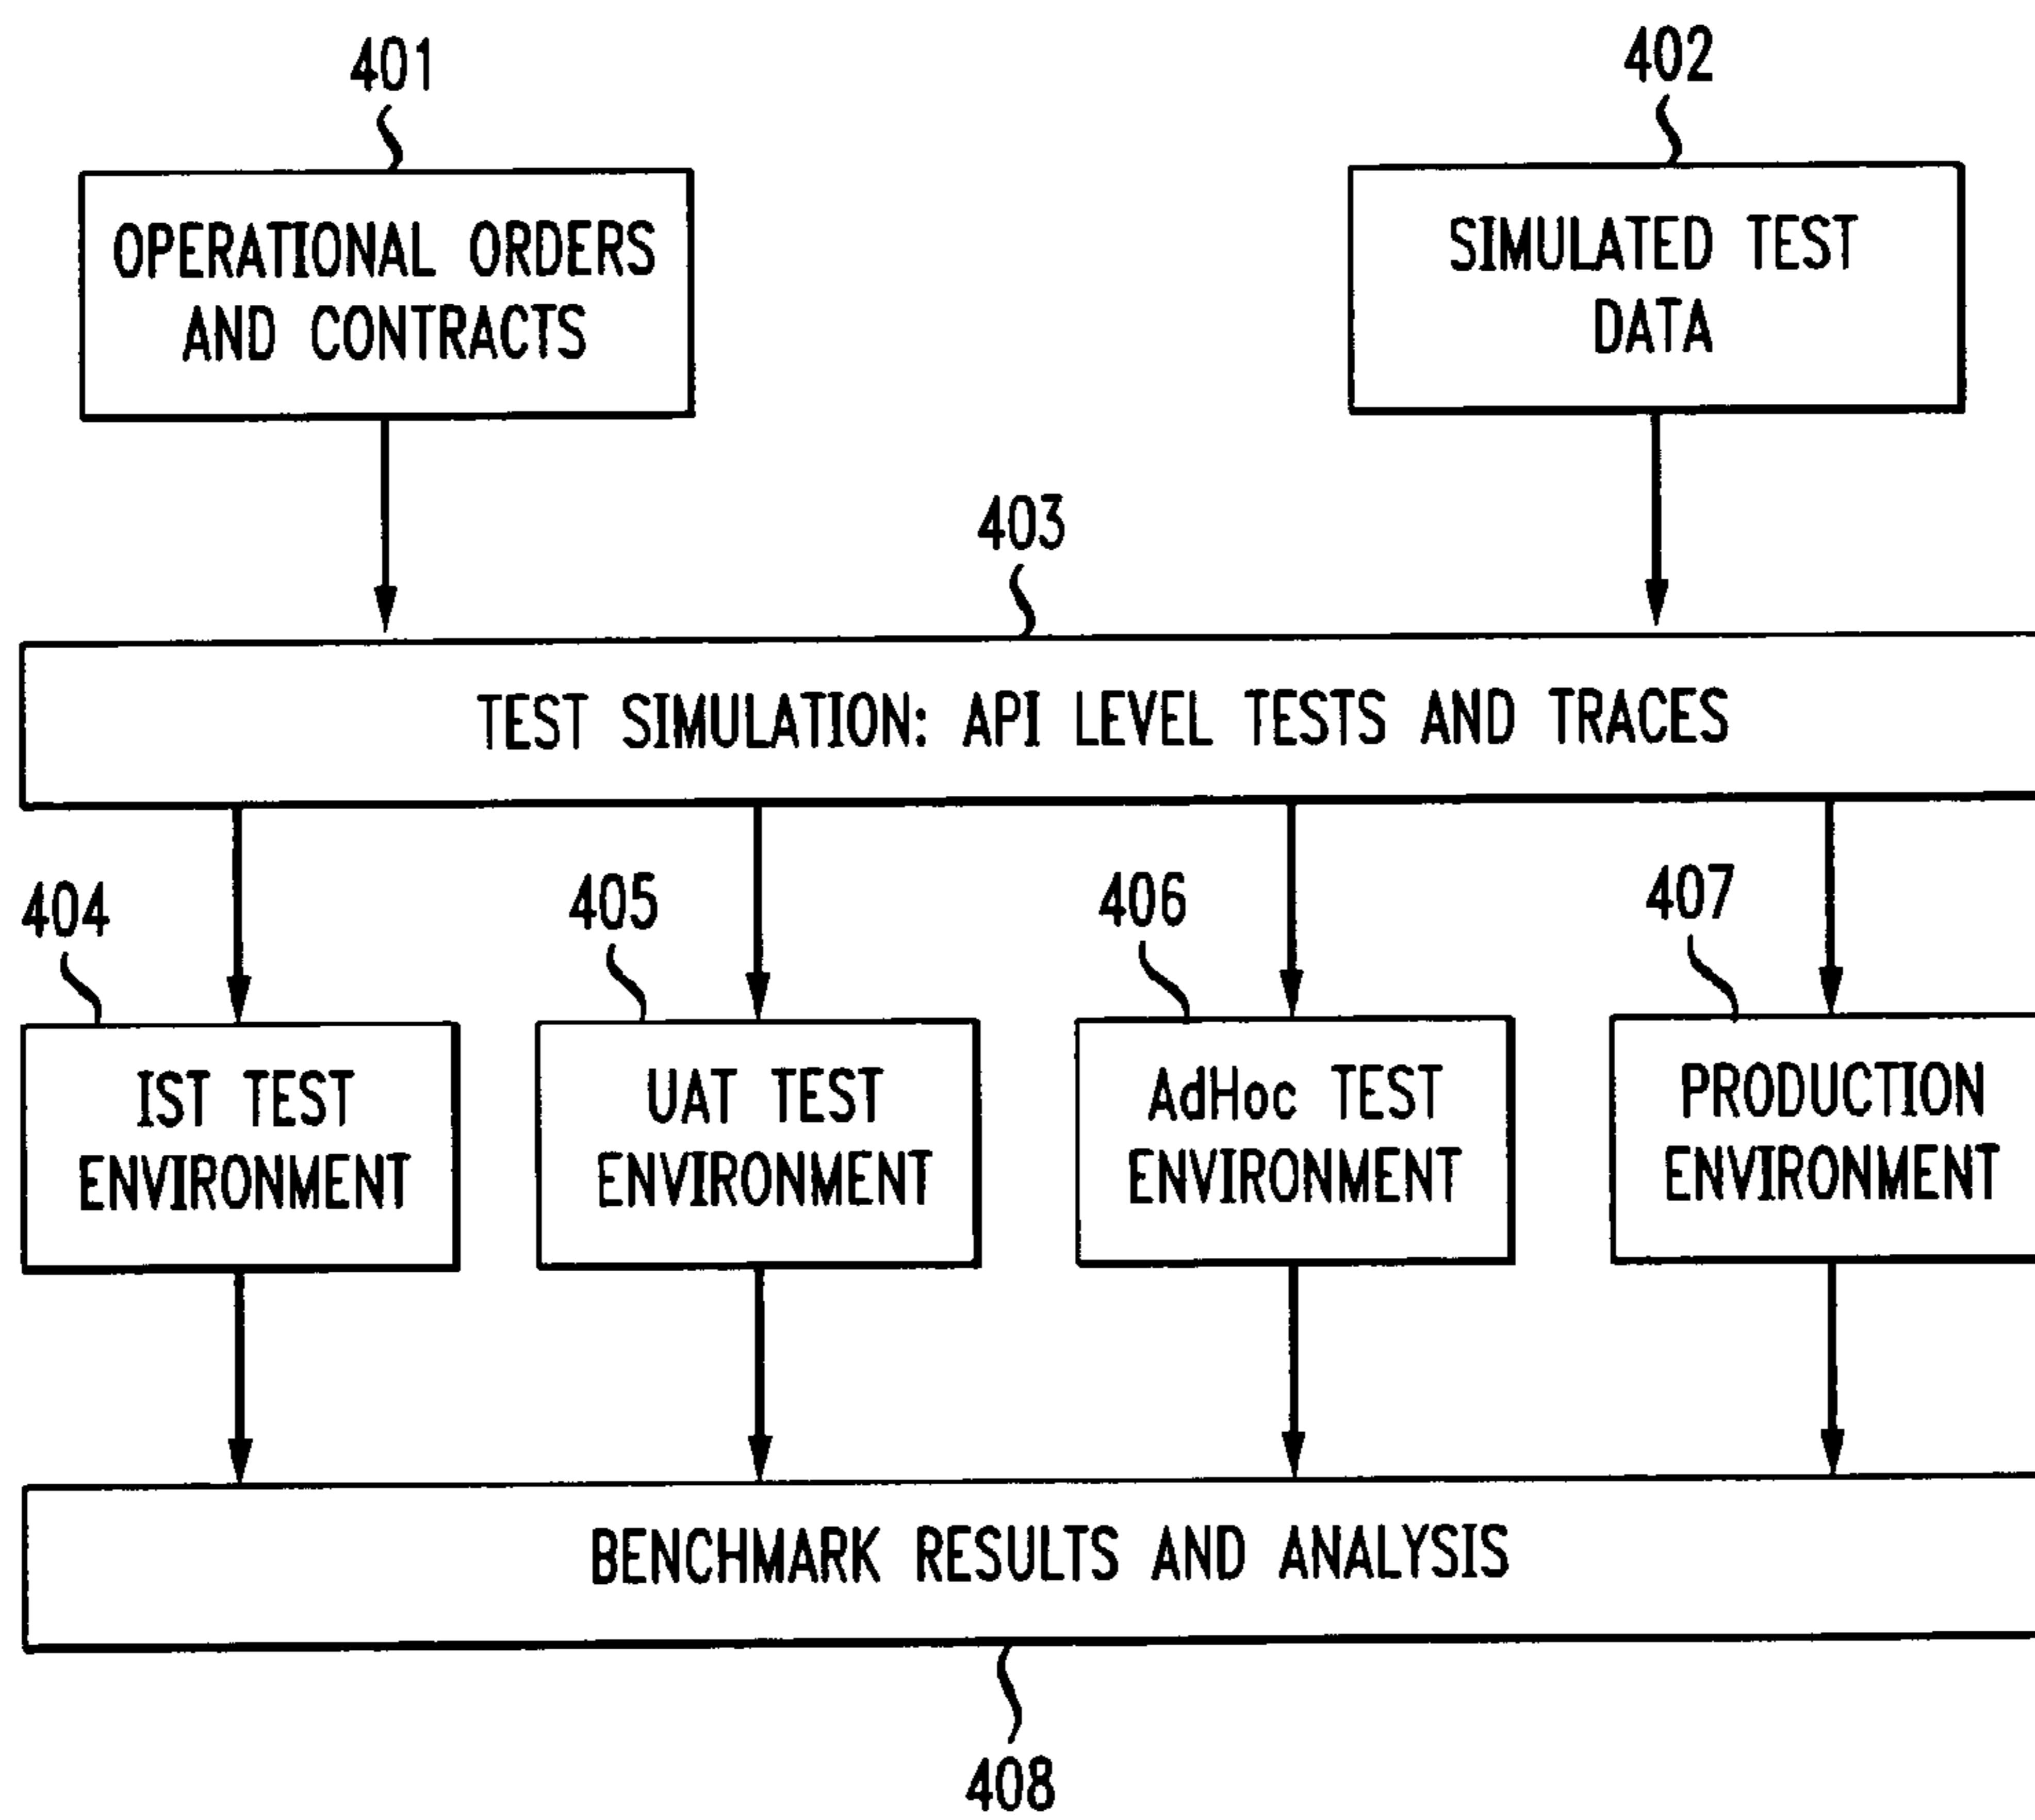 401
402
OPERATIONAL ORDERS
AND CONTRACTS
SIMULATED TEST
DATA
403
TEST SIMULATION: API LEVEL TESTS AND TRACES
404
405
406
407
IST TEST
ENVIRONMENT
UAT TEST
ENVIRONMENT
AdHoc TEST
ENVIRONMENT
PRODUCTION
ENVIRONMENT
BENCHMARK RESULTS AND ANALYSIS
408